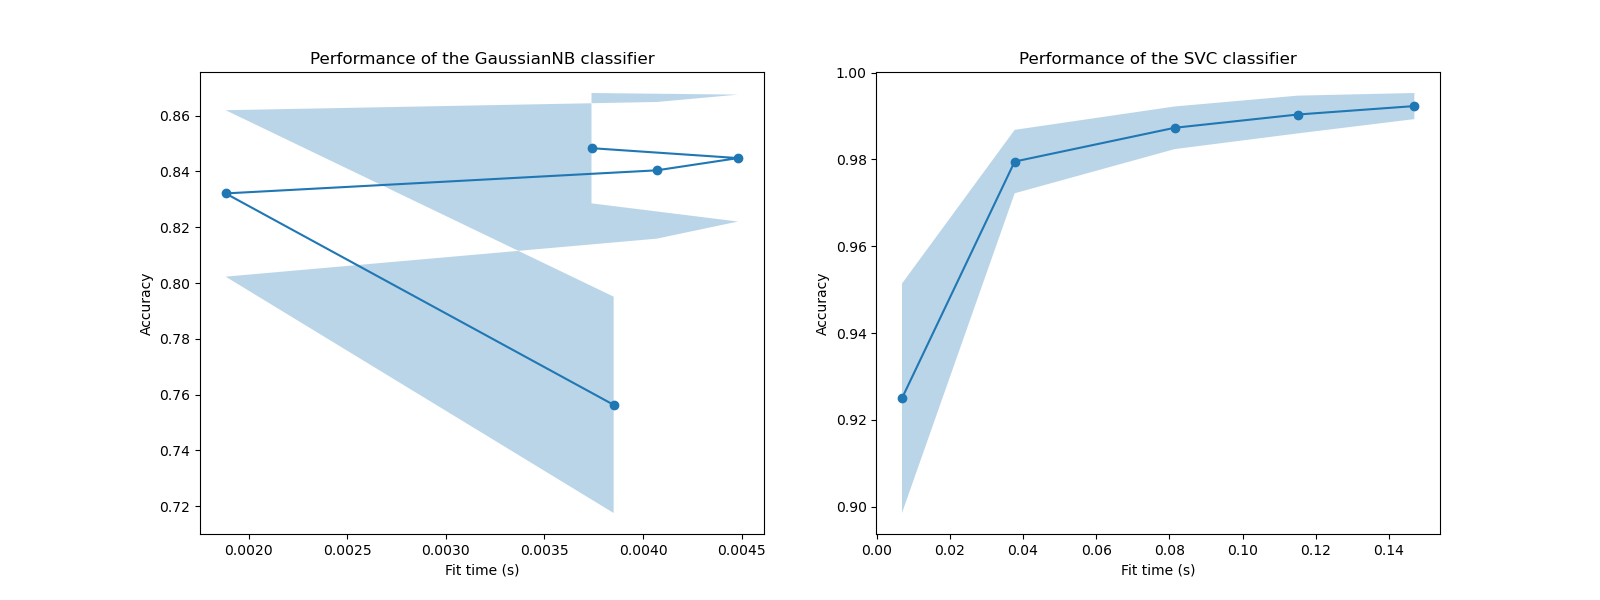 Performance of the GaussianNB classifier
Accuracy
0.86
0.84
0.82
0.80
0.78
0.76
0.74
0.72
0.0020 0.0025 0.0030 0.0035 0.0040 0.0045
Fit time (s)
Performance of the SVC classifier
Accuracy
1.00
0.98
0.96
0.94
0.92
0.90
0.00 0.02 0.04 0.06 0.08 0.10 0.12 0.14
Fit time (s)